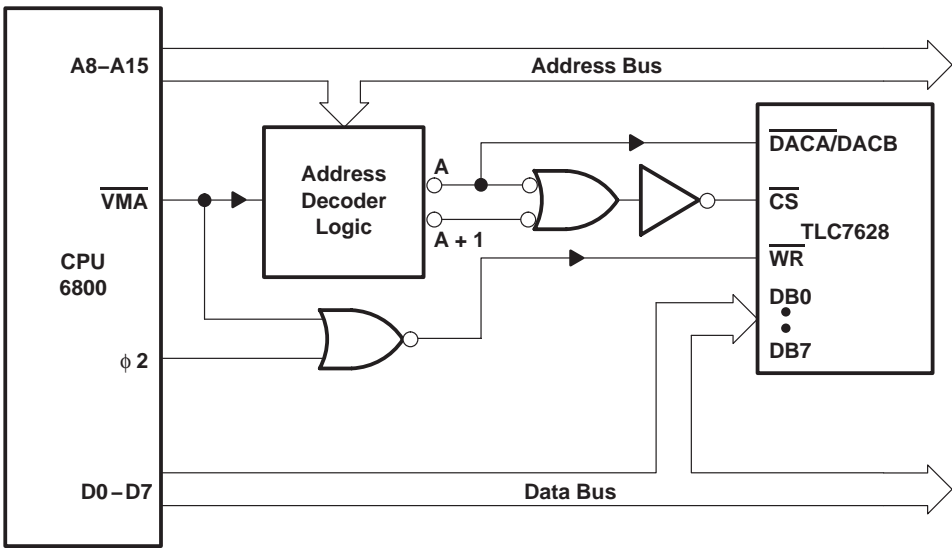 A8–A15
Address Bus
Address
Decoder
Logic
A
A + 1
DACA/DACB
VMA
CS
TLC7628
CPU
6800
WR
DB0
DB7
ϕ 2
D0–D7
Data Bus